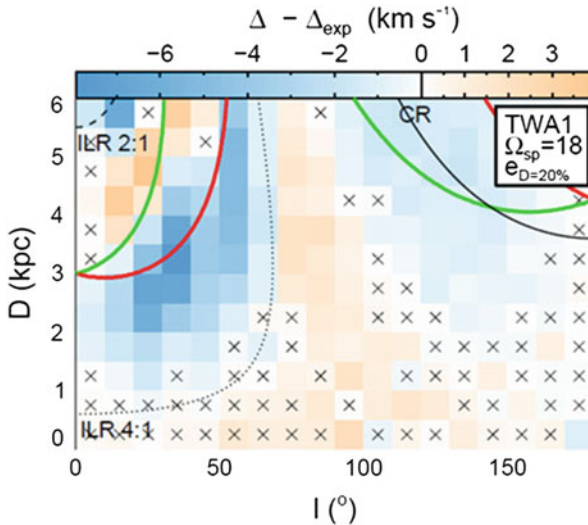 Δ − Δexp (km s⁻¹)
−6 −4 −2 0 1 2 3
CR
TWA1
Ωsp=18
eD=20%
ILR 2:1
6
5
4
3
2
1
0
D (kpc)
ILR 4:1
0 50 100 150
l (°)